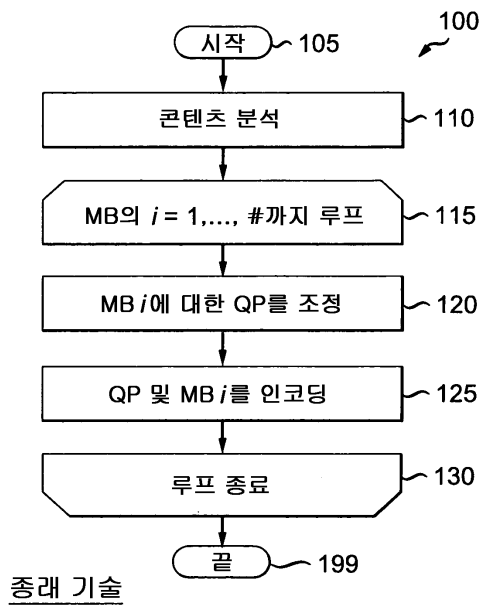 100
시작 105
콘텐츠 분석 110
MB의 i = 1,..., #까지 루프 115
MB i에 대한 QP를 조정 120
QP 및 MB i를 인코딩 125
루프 종료 130
끝 199
종래 기술